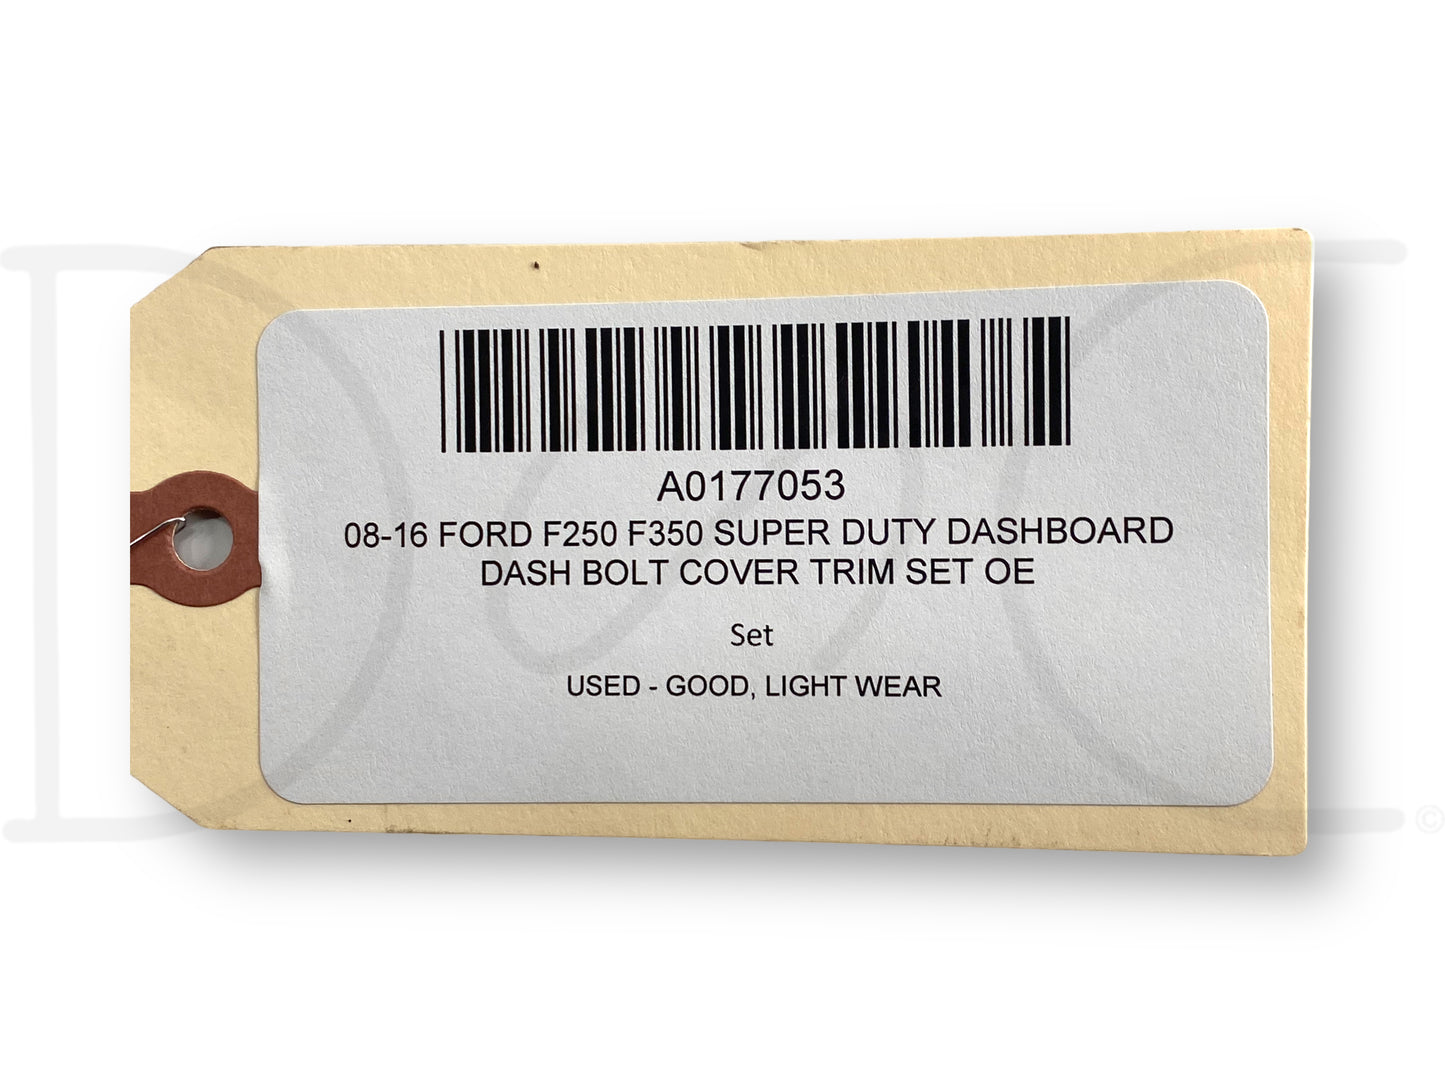 A0177053
08-16 FORD F250 F350 SUPER DUTY DASHBOARD
DASH BOLT COVER TRIM SET OE
Set
USED - GOOD, LIGHT WEAR
©